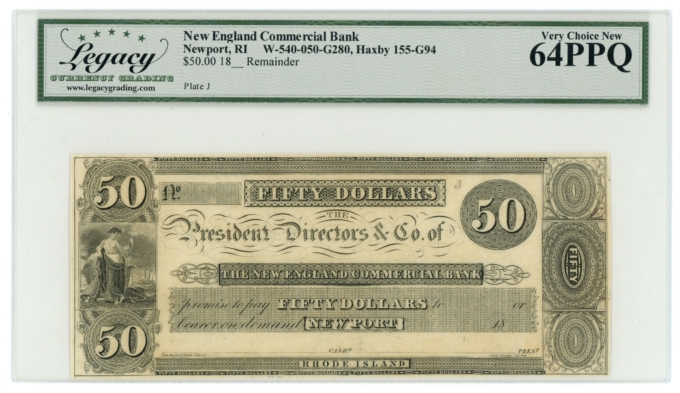 Legacy
CURRENCY GRADING
www.legacygrading.com
New England Commercial Bank
Newport, RI W-540-050-G280, Haxby 155-G94
$50.00 18__ Remainder
Plate J
Very Choice New
64PPQ
50
No.
FIFTY DOLLARS
50
THE
President Directors & Co. of
THE NEW ENGLAND COMMERCIAL BANK
FIFTY
promise to pay FIFTY DOLLARS to or
bearer on demand NEWPORT 18
50
CASHR. PREST.
RHODE ISLAND